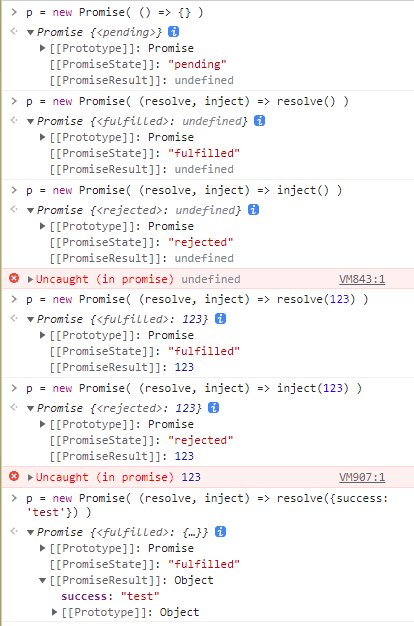 p = new Promise( () => {} )
Promise {<pending>} i
[[Prototype]]: Promise
[[PromiseState]]: "pending"
[[PromiseResult]]: undefined
p = new Promise( (resolve, inject) => resolve() )
Promise {<fulfilled>: undefined} i
[[Prototype]]: Promise
[[PromiseState]]: "fulfilled"
[[PromiseResult]]: undefined
p = new Promise( (resolve, inject) => inject() )
Promise {<rejected>: undefined} i
[[Prototype]]: Promise
[[PromiseState]]: "rejected"
[[PromiseResult]]: undefined
Uncaught (in promise) undefined VM843:1
p = new Promise( (resolve, inject) => resolve(123) )
Promise {<fulfilled>: 123} i
[[Prototype]]: Promise
[[PromiseState]]: "fulfilled"
[[PromiseResult]]: 123
p = new Promise( (resolve, inject) => inject(123) )
Promise {<rejected>: 123} i
[[Prototype]]: Promise
[[PromiseState]]: "rejected"
[[PromiseResult]]: 123
Uncaught (in promise) 123 VM907:1
p = new Promise( (resolve, inject) => resolve({success:
'test'}) )
Promise {<fulfilled>: {…}} i
[[Prototype]]: Promise
[[PromiseState]]: "fulfilled"
[[PromiseResult]]: Object
success: "test"
[[Prototype]]: Object